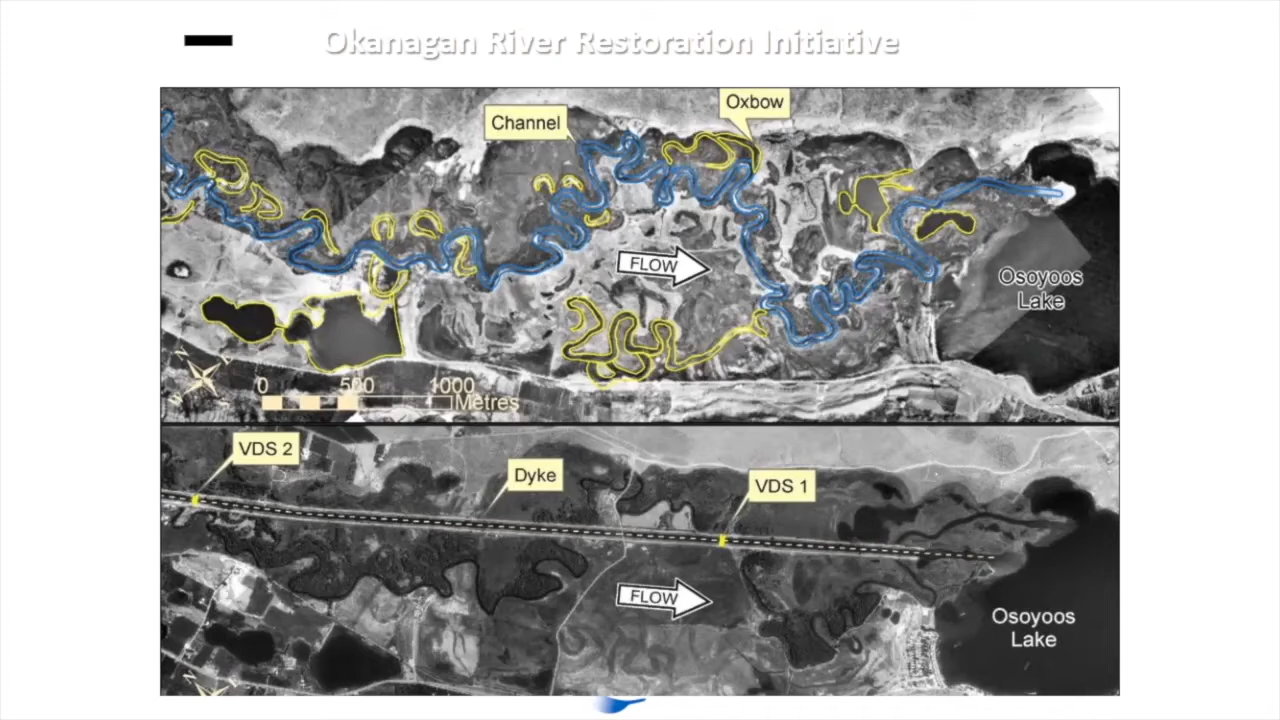 Okanagan River Restoration Initiative
Oxbow
Channel
FLOW
Osoyoos
Lake
0 500 1000
Metres
VDS 2
Dyke
VDS 1
FLOW
Osoyoos
Lake